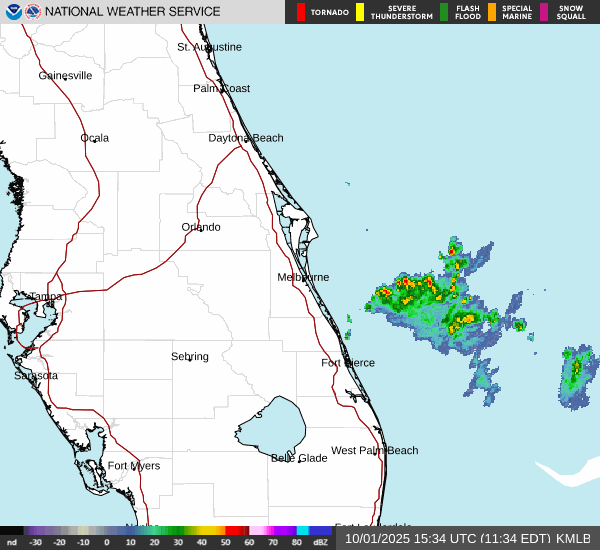 NATIONAL WEATHER SERVICE
TORNADO
SEVERE THUNDERSTORM
FLASH FLOOD
SPECIAL MARINE
SNOW SQUALL
St. Augustine
Gainesville
Palm Coast
Ocala
Daytona Beach
Orlando
Melbourne
Tampa
Sebring
Fort Pierce
Sarasota
West Palm Beach
Belle Glade
Fort Myers
nd -30 -20 -10 0 10 20 30 40 50 60 70 80 dBZ
10/01/2025 15:34 UTC (11:34 EDT) KMLB